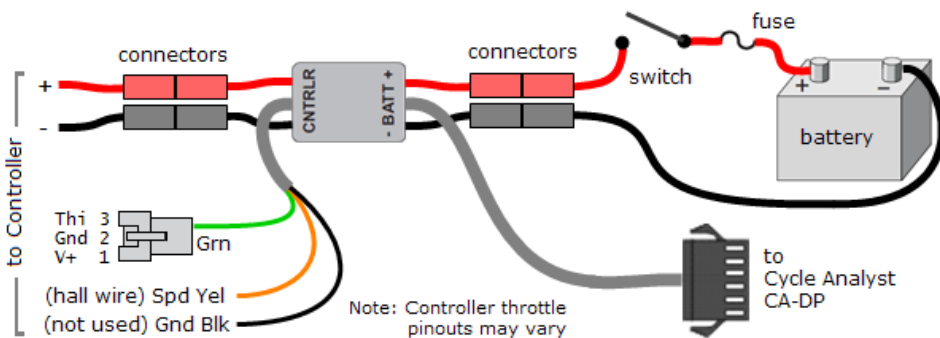 fuse
connectors
connectors
switch
+
-
CNTRLR
- BATT +
+
−
battery
to Controller
Thi 3
Gnd 2
V+ 1
Grn
(hall wire) Spd Yel
(not used) Gnd Blk
Note: Controller throttle
pinouts may vary
to
Cycle Analyst
CA-DP